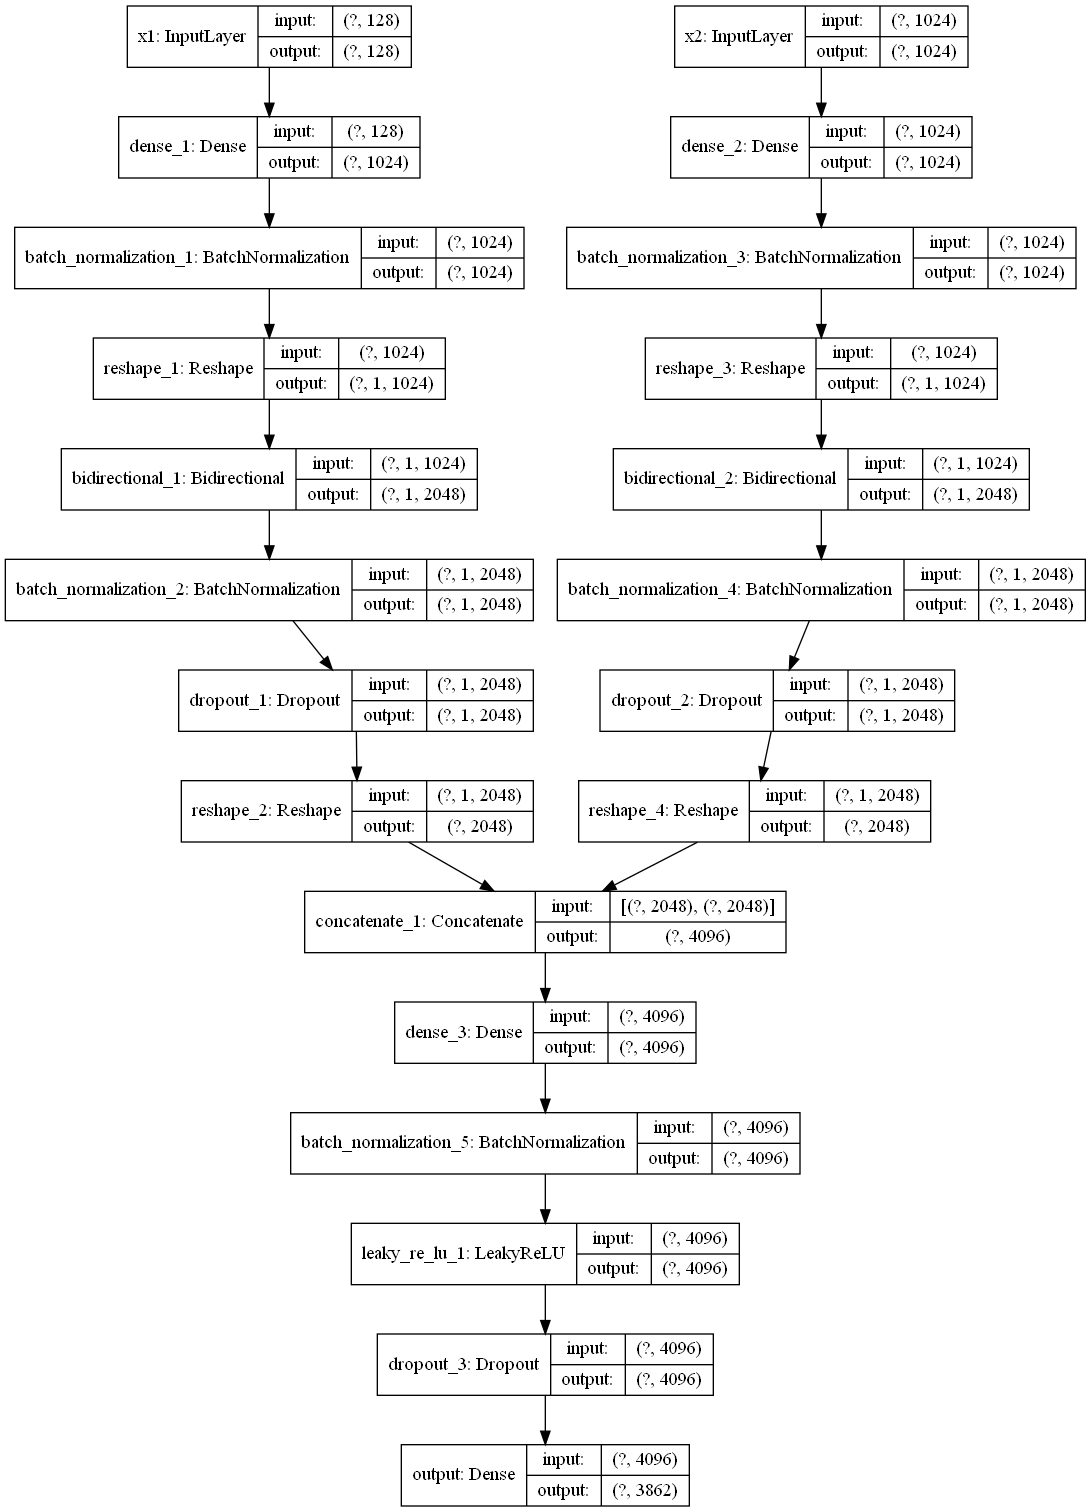 x1: InputLayer
input: (?, 128)
output: (?, 128)
x2: InputLayer
input: (?, 1024)
output: (?, 1024)
dense_1: Dense
input: (?, 128)
output: (?, 1024)
dense_2: Dense
input: (?, 1024)
output: (?, 1024)
batch_normalization_1: BatchNormalization
input: (?, 1024)
output: (?, 1024)
batch_normalization_3: BatchNormalization
input: (?, 1024)
output: (?, 1024)
reshape_1: Reshape
input: (?, 1024)
output: (?, 1, 1024)
reshape_3: Reshape
input: (?, 1024)
output: (?, 1, 1024)
bidirectional_1: Bidirectional
input: (?, 1, 1024)
output: (?, 1, 2048)
bidirectional_2: Bidirectional
input: (?, 1, 1024)
output: (?, 1, 2048)
batch_normalization_2: BatchNormalization
input: (?, 1, 2048)
output: (?, 1, 2048)
batch_normalization_4: BatchNormalization
input: (?, 1, 2048)
output: (?, 1, 2048)
dropout_1: Dropout
input: (?, 1, 2048)
output: (?, 1, 2048)
dropout_2: Dropout
input: (?, 1, 2048)
output: (?, 1, 2048)
reshape_2: Reshape
input: (?, 1, 2048)
output: (?, 2048)
reshape_4: Reshape
input: (?, 1, 2048)
output: (?, 2048)
concatenate_1: Concatenate
input: [(?, 2048), (?, 2048)]
output: (?, 4096)
dense_3: Dense
input: (?, 4096)
output: (?, 4096)
batch_normalization_5: BatchNormalization
input: (?, 4096)
output: (?, 4096)
leaky_re_lu_1: LeakyReLU
input: (?, 4096)
output: (?, 4096)
dropout_3: Dropout
input: (?, 4096)
output: (?, 4096)
output: Dense
input: (?, 4096)
output: (?, 3862)